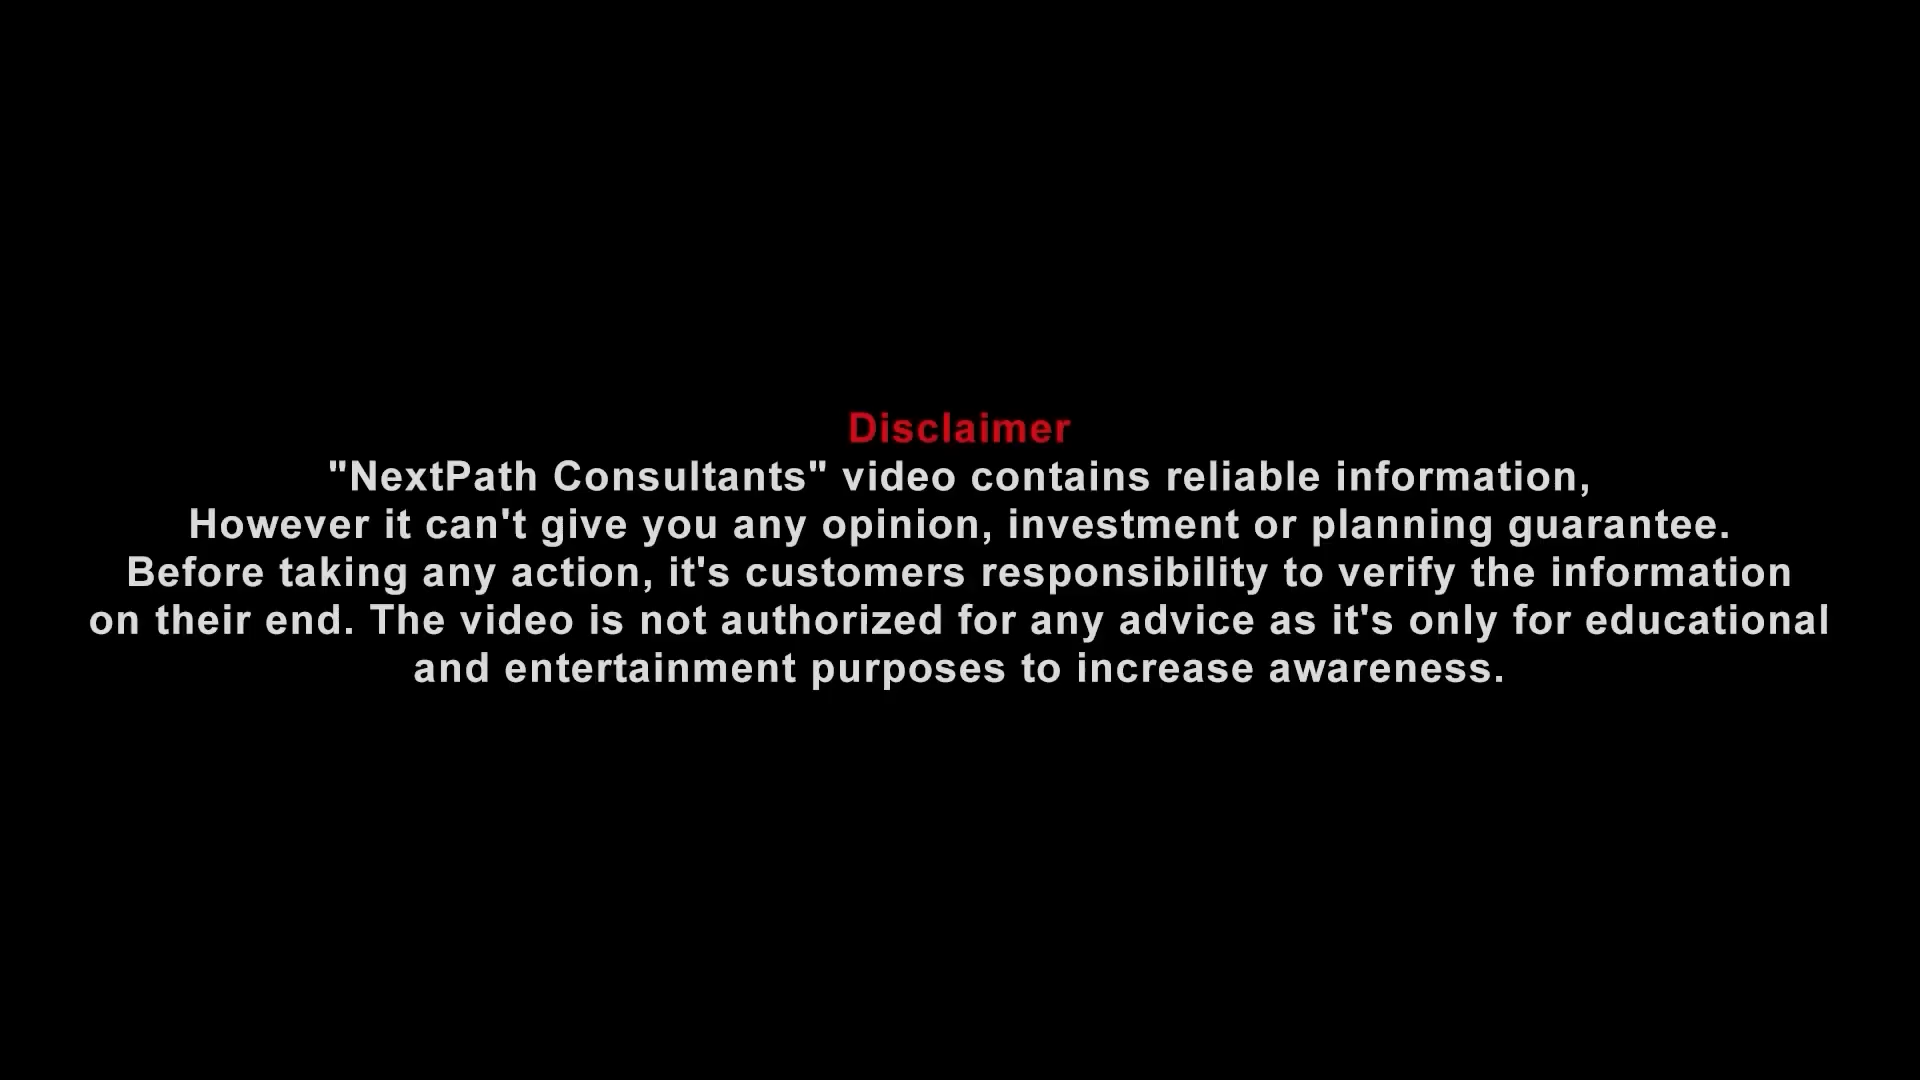 Disclaimer
"NextPath Consultants" video contains reliable information,
However it can't give you any opinion, investment or planning guarantee.
Before taking any action, it's customers responsibility to verify the information
on their end. The video is not authorized for any advice as it's only for educational
and entertainment purposes to increase awareness.